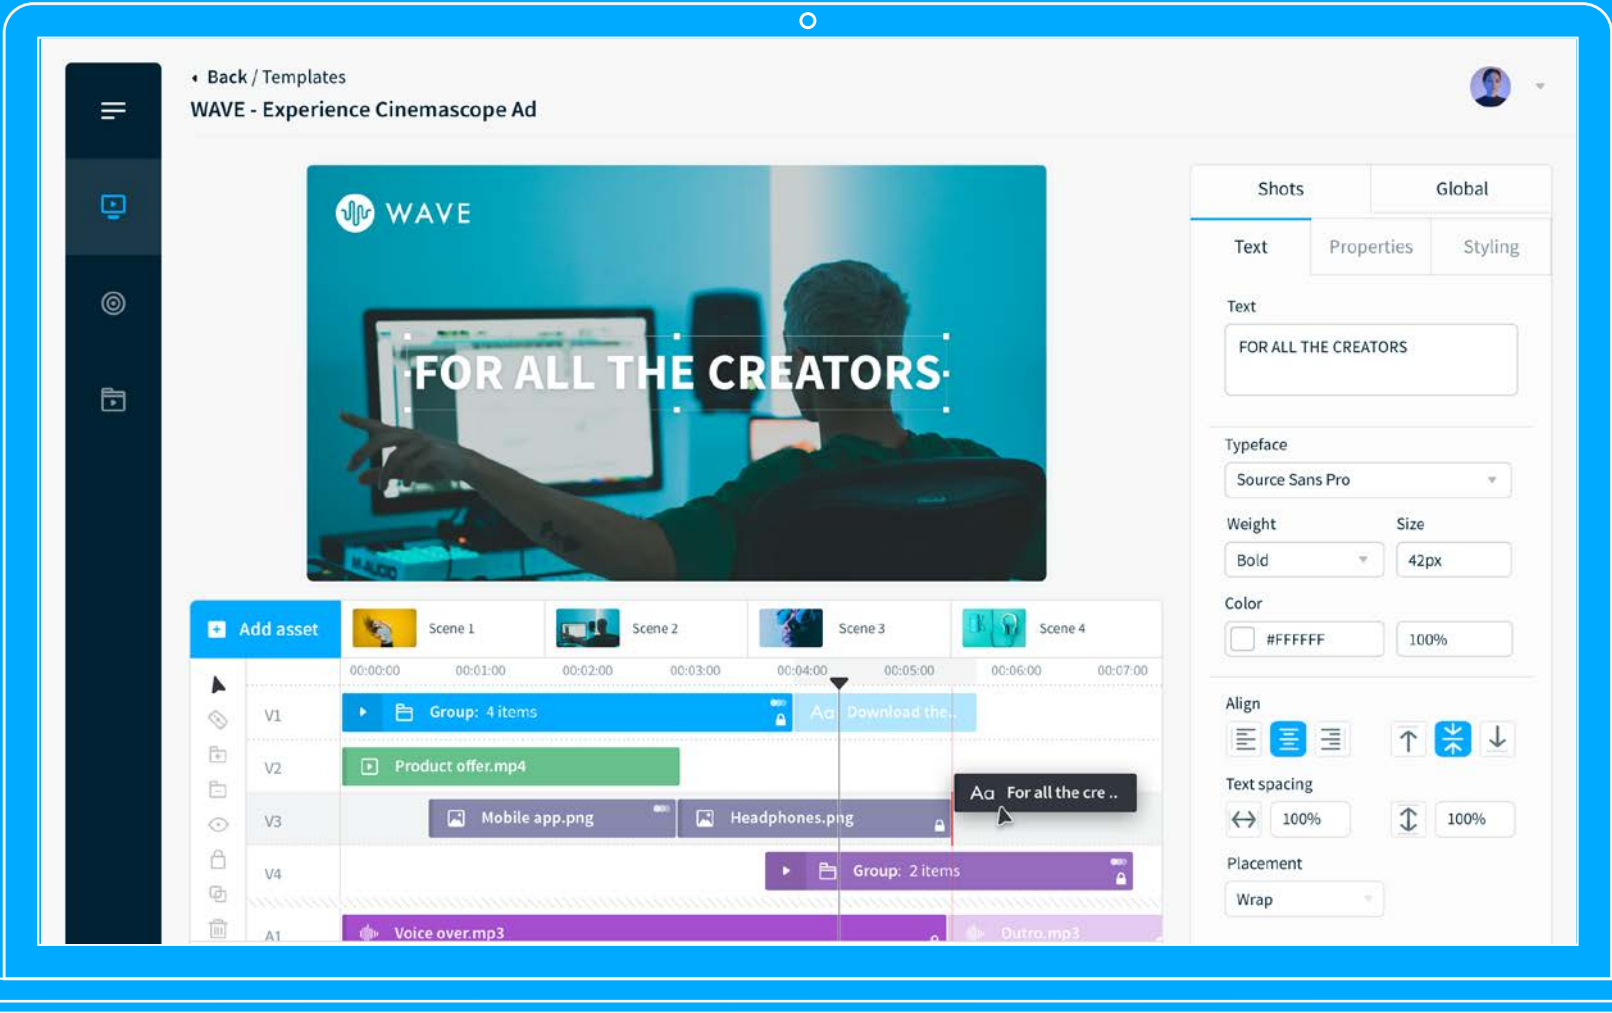 Back / Templates
WAVE - Experience Cinemascope Ad
WAVE
FOR ALL THE CREATORS
M-AUDIO
Shots
Global
Text
Properties
Styling
Text
FOR ALL THE CREATORS
Typeface
Source Sans Pro
Weight
Size
Bold
42px
Color
#FFFFFF
100%
Align
Text spacing
100%
100%
Placement
Wrap
Add asset
Scene 1
Scene 2
Scene 3
Scene 4
00:00:00
00:01:00
00:02:00
00:03:00
00:04:00
00:05:00
00:06:00
00:07:00
V1
Group: 4 items
Aa Download the..
V2
Product offer.mp4
Aa For all the cre ..
V3
Mobile app.png
Headphones.png
V4
Group: 2 items
A1
Voice over.mp3
Outro.mp3